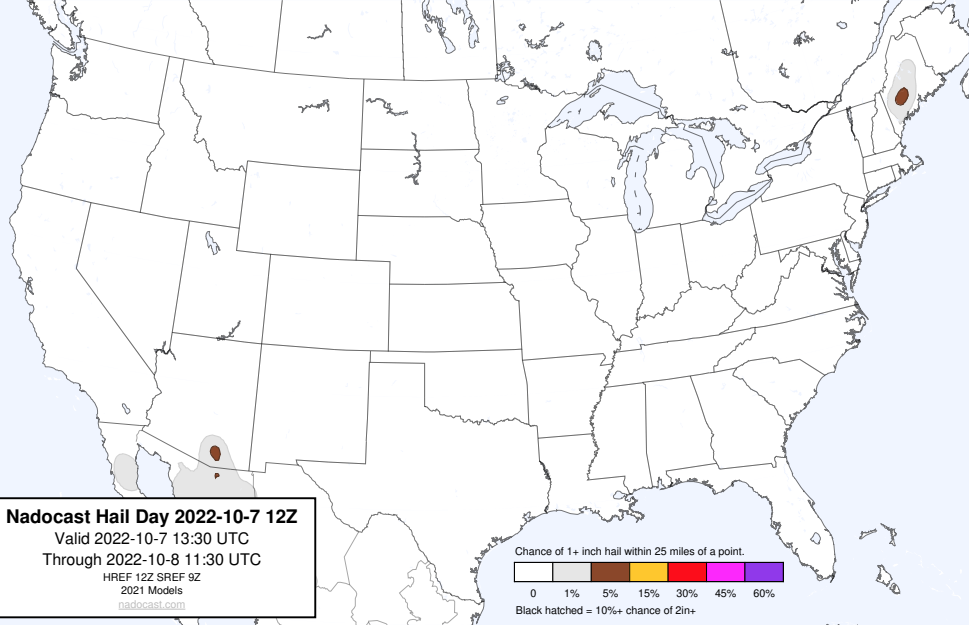 Nadocast Hail Day 2022-10-7 12Z
Valid 2022-10-7 13:30 UTC
Through 2022-10-8 11:30 UTC
HREF 12Z SREF 9Z
2021 Models
nadocast.com
Chance of 1+ inch hail within 25 miles of a point.
0 1% 5% 15% 30% 45% 60%
Black hatched = 10%+ chance of 2in+